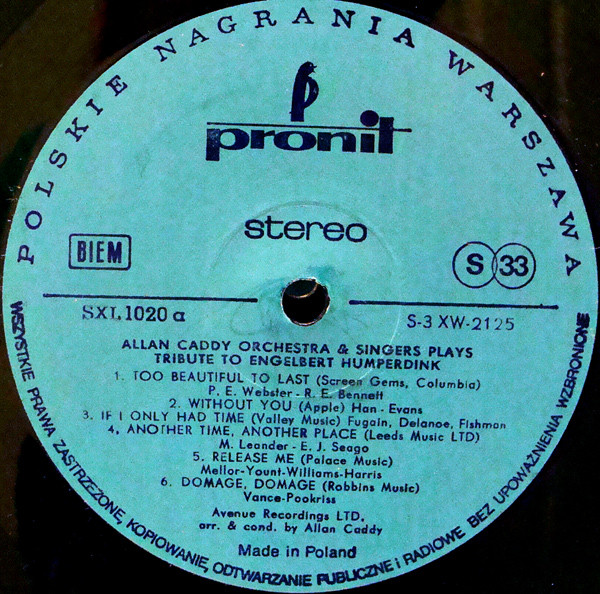 POLSKIE NAGRANIA WARSZAWA
pronit
stereo
BIEM
S 33
SXL 1020 a
S-3 XW-2125
ALLAN CADDY ORCHESTRA & SINGERS PLAYS
TRIBUTE TO ENGELBERT HUMPERDINK
1. TOO BEAUTIFUL TO LAST (Screen Gems, Columbia)
P. E. Webster - R. E. Bennett
2. WITHOUT YOU (Apple) Han - Evans
3. IF I ONLY HAD TIME (Valley Music) Fugain, Delanoe, Fishman
4, ANOTHER TIME, ANOTHER PLACE (Leeds Music LTD)
M. Leander - E. J. Seago
5. RELEASE ME (Palace Music)
Mellor-Yount-Williams-Harris
6. DOMAGE, DOMAGE (Robbins Music)
Vance-Pookriss
Avenue Recordings LTD.
arr. & cond. by Allan Caddy
Made in Poland
WSZYSTKIE PRAWA ZASTRZEŻONE, KOPIOWANIE, ODTWARZANIE PUBLICZNE i RADIOWE BEZ UPOWAŻNIENIA WZBRONIONE